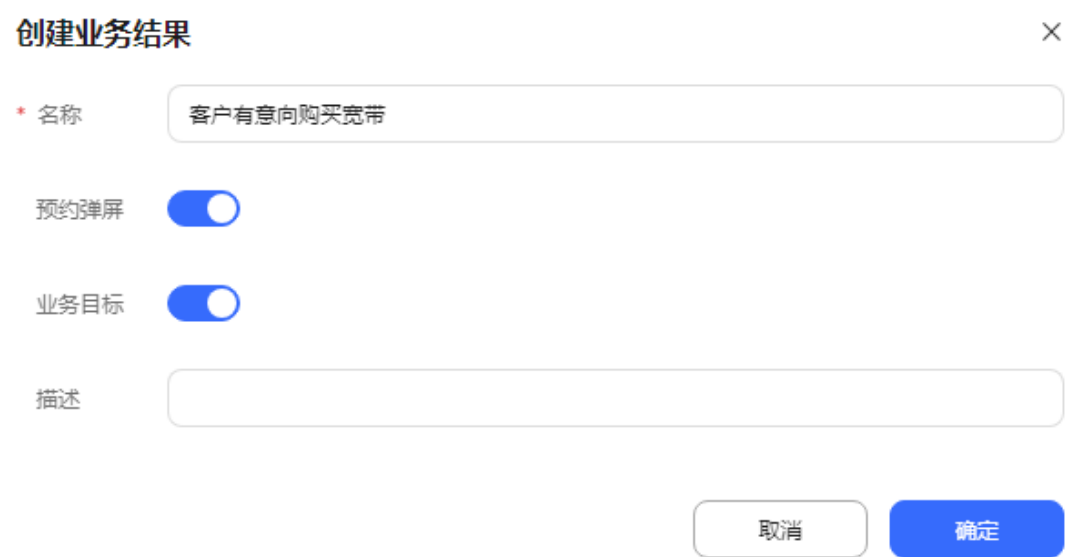 创建业务结果
* 名称 客户有意向购买宽带
预约弹屏
业务目标
描述
取消 确定